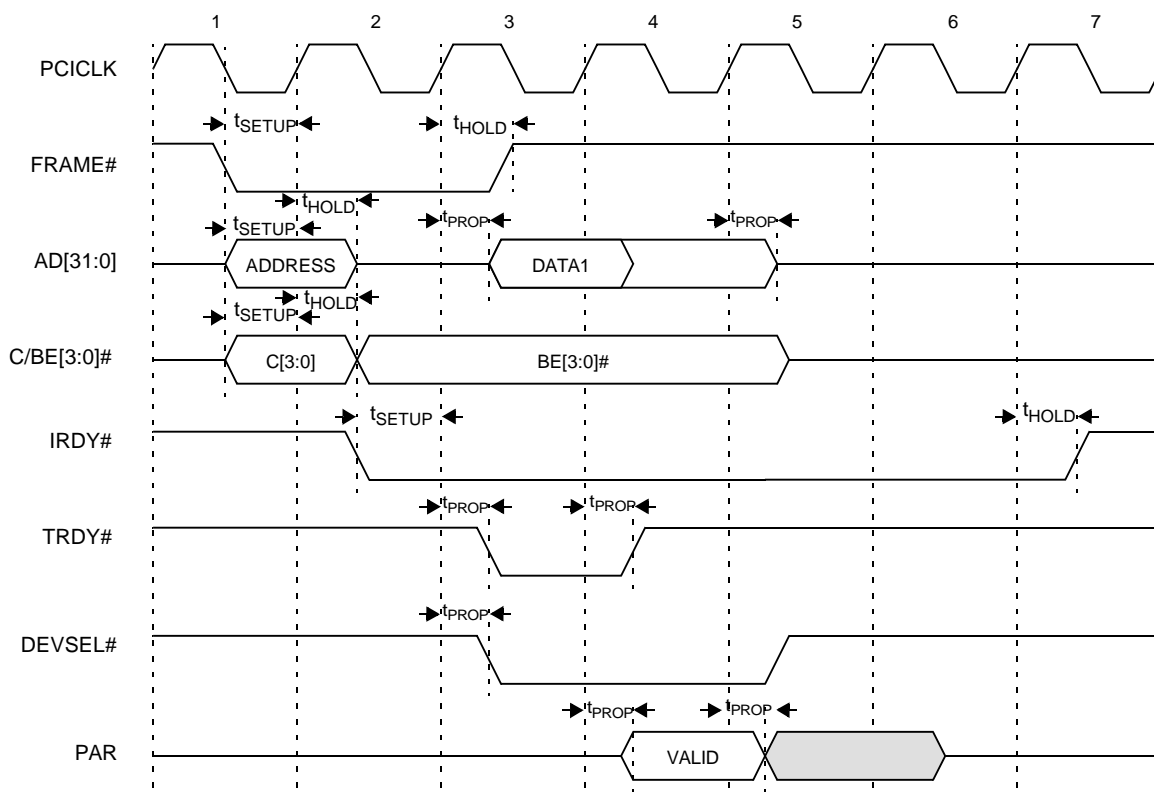 1 2 3 4 5 6 7
PCICLK
tSETUP tHOLD
FRAME#
tHOLD
tSETUP tPROP tPROP
AD[31:0] ADDRESS DATA1
tHOLD
tSETUP
C/BE[3:0]# C[3:0] BE[3:0]#
tSETUP tHOLD
IRDY#
tPROP tPROP
TRDY#
tPROP
DEVSEL#
tPROP tPROP
PAR VALID